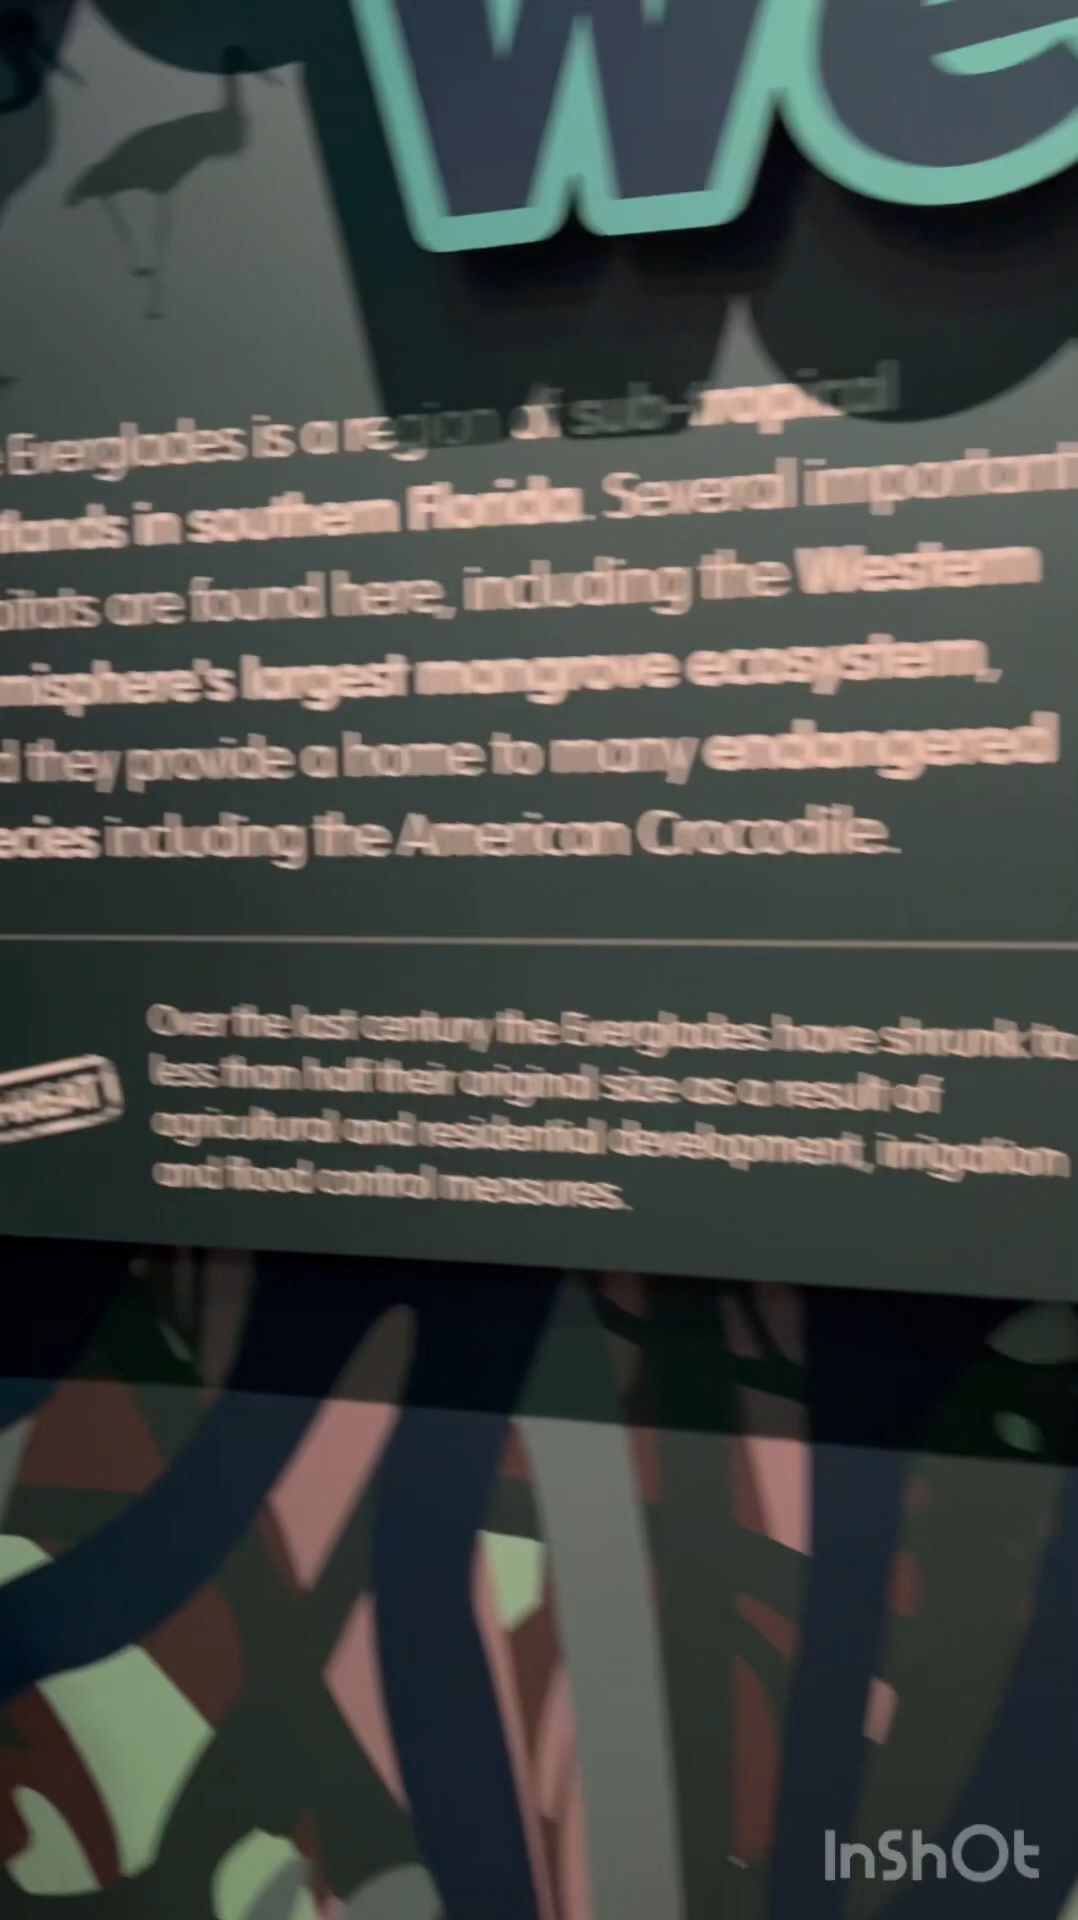 We
Everglades is a region of sub-tropical
tlands in southern Florida. Several important
bitats are found here, including the Western
misphere's largest mangrove ecosystem,
d they provide a home to many endangered
ecies including the American Crocodile.
Over the last century the Everglades have shrunk to
less than half their original size as a result of
agricultural and residential development, irrigation
and flood control measures.
InShOt